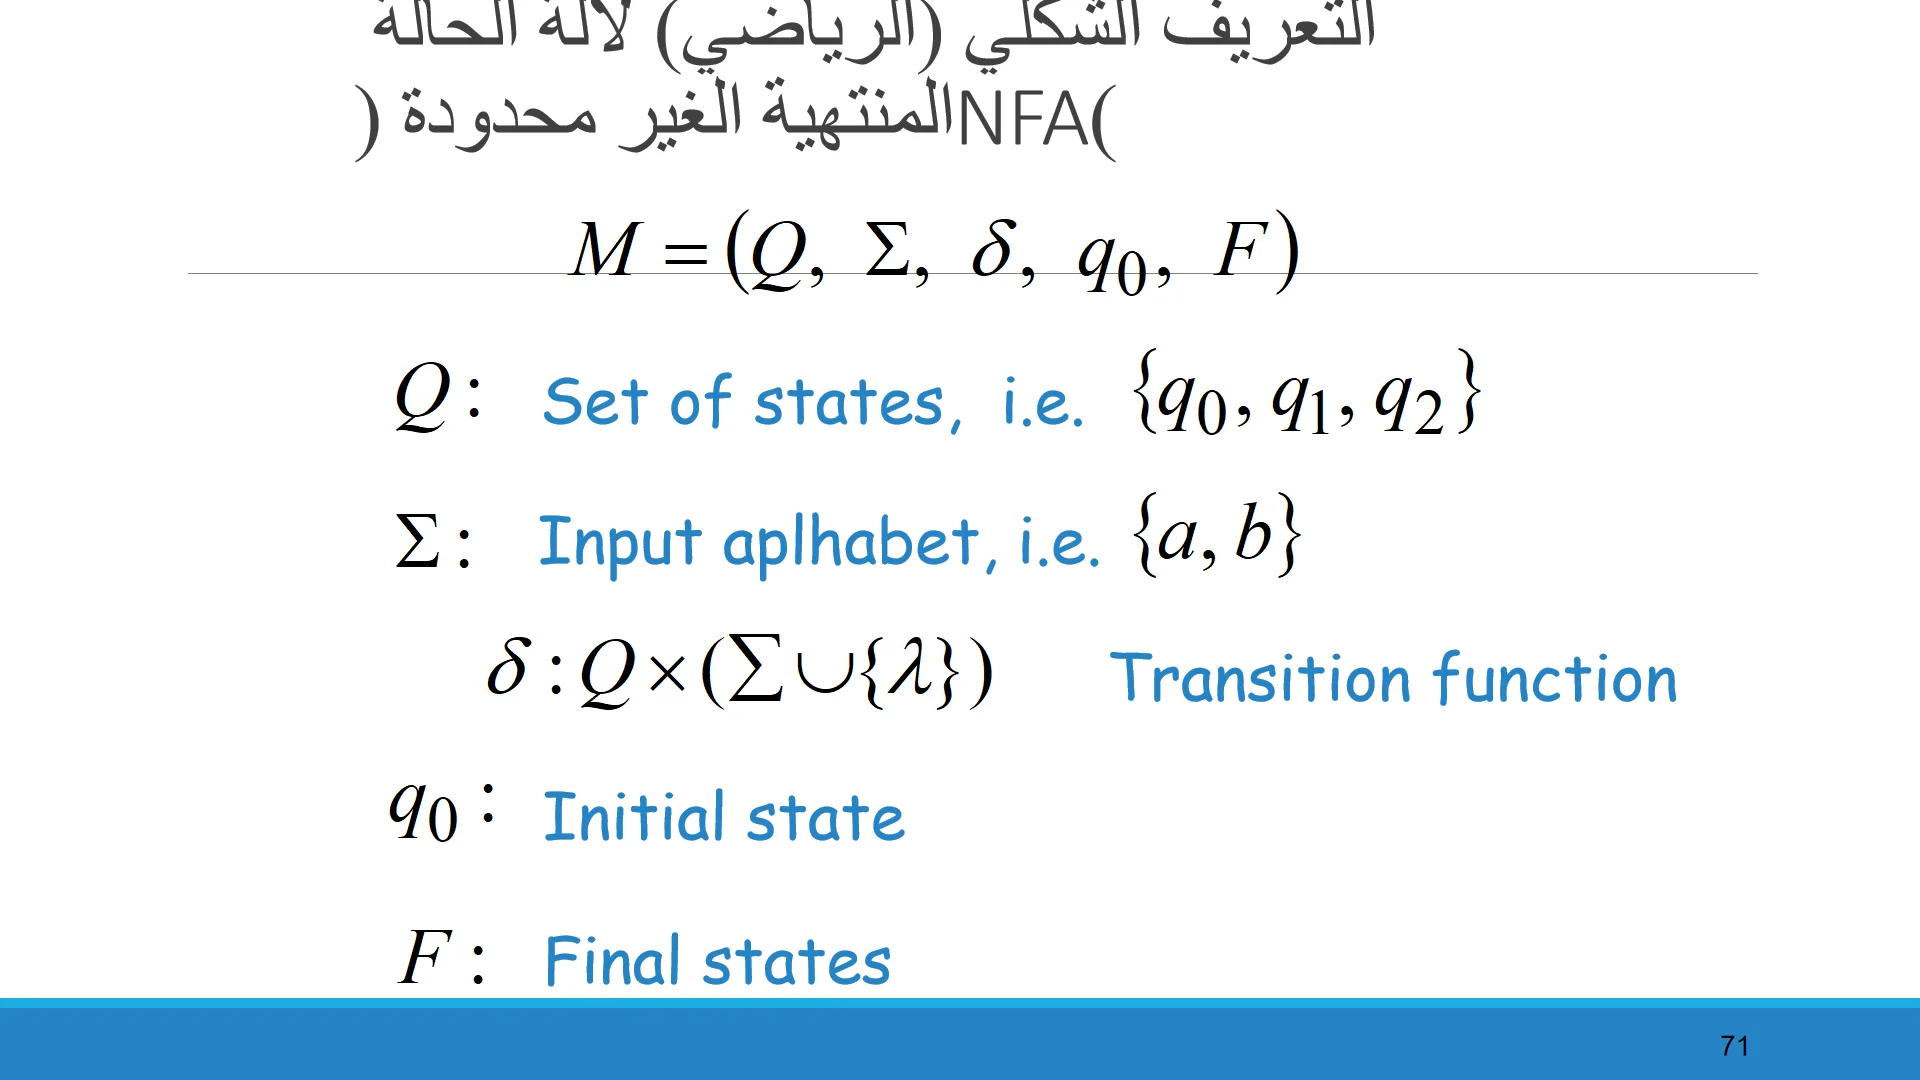 التعريف الشكلي (الرياضي) لآلة الحالة
المنتهية الغير محدودة (NFA)
M = (Q, Σ, δ, q₀, F)
Q : Set of states, i.e. {q₀, q₁, q₂}
Σ : Input aplhabet, i.e. {a, b}
δ : Q×(∑∪{λ}) Transition function
q₀ : Initial state
F : Final states
71